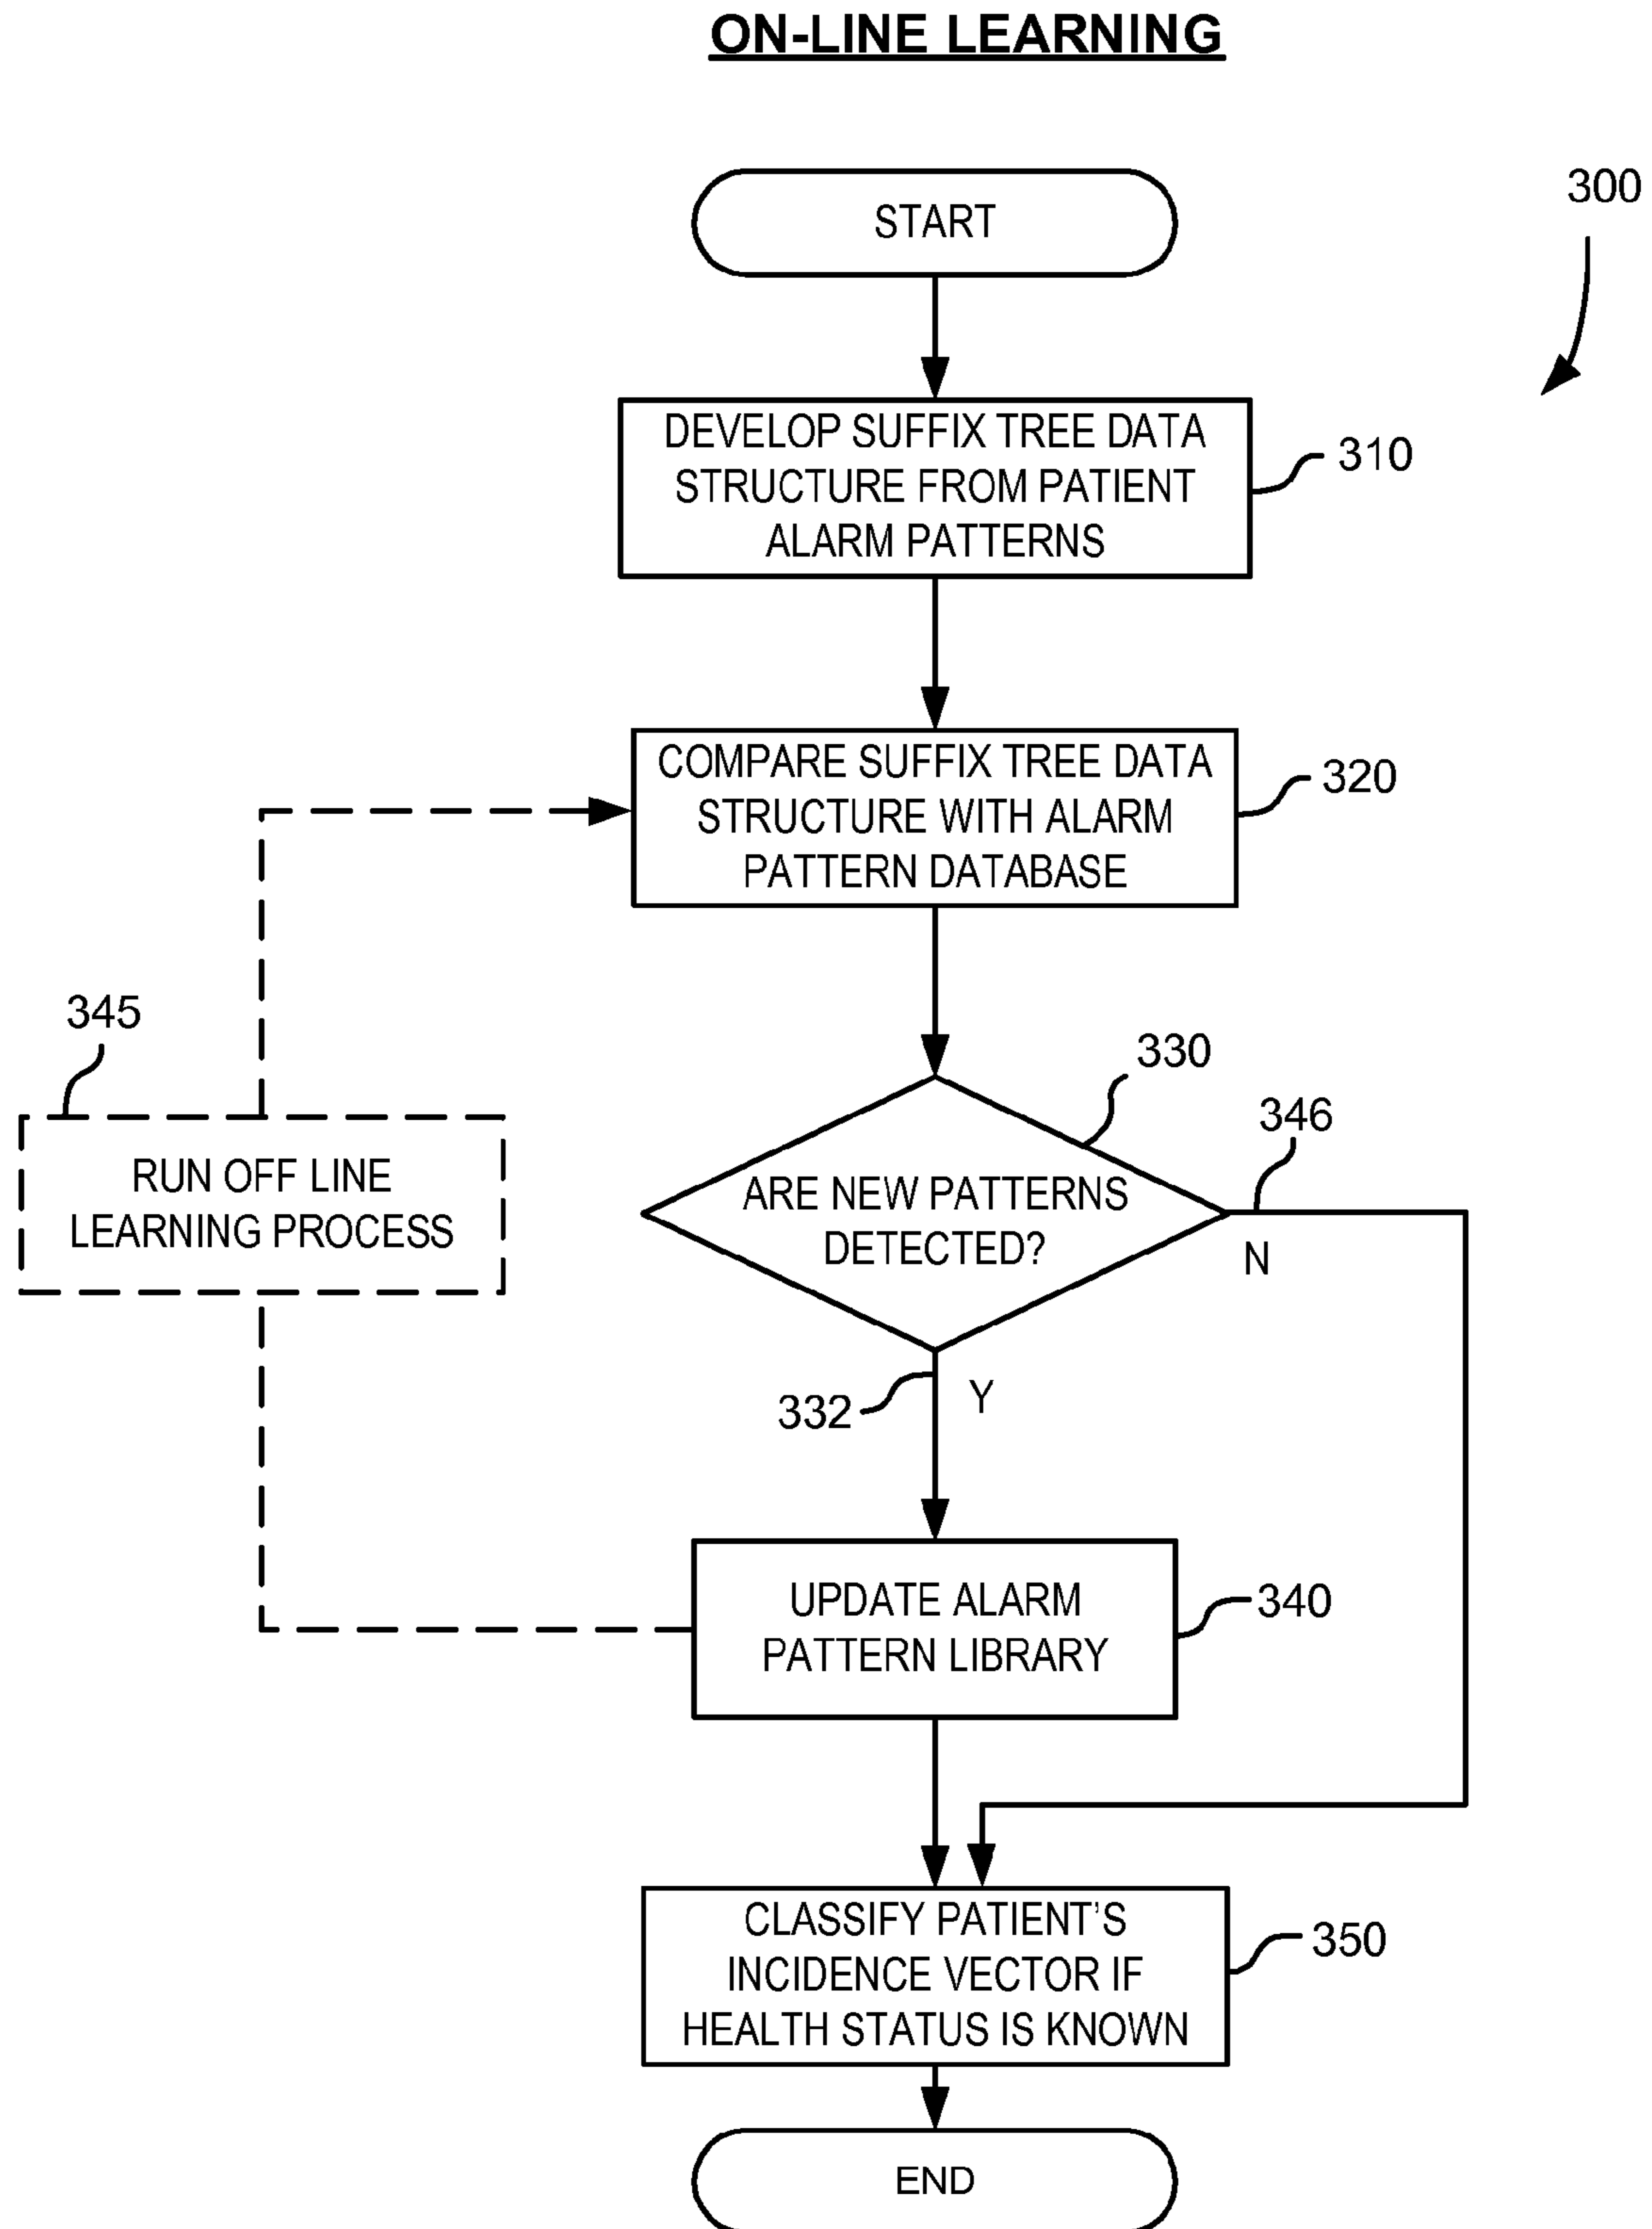 ON-LINE LEARNING
300
START
DEVELOP SUFFIX TREE DATA
STRUCTURE FROM PATIENT
ALARM PATTERNS
310
COMPARE SUFFIX TREE DATA
STRUCTURE WITH ALARM
PATTERN DATABASE
320
345
RUN OFF LINE
LEARNING PROCESS
330
ARE NEW PATTERNS
DETECTED?
346
N
332
Y
UPDATE ALARM
PATTERN LIBRARY
340
CLASSIFY PATIENT'S
INCIDENCE VECTOR IF
HEALTH STATUS IS KNOWN
350
END